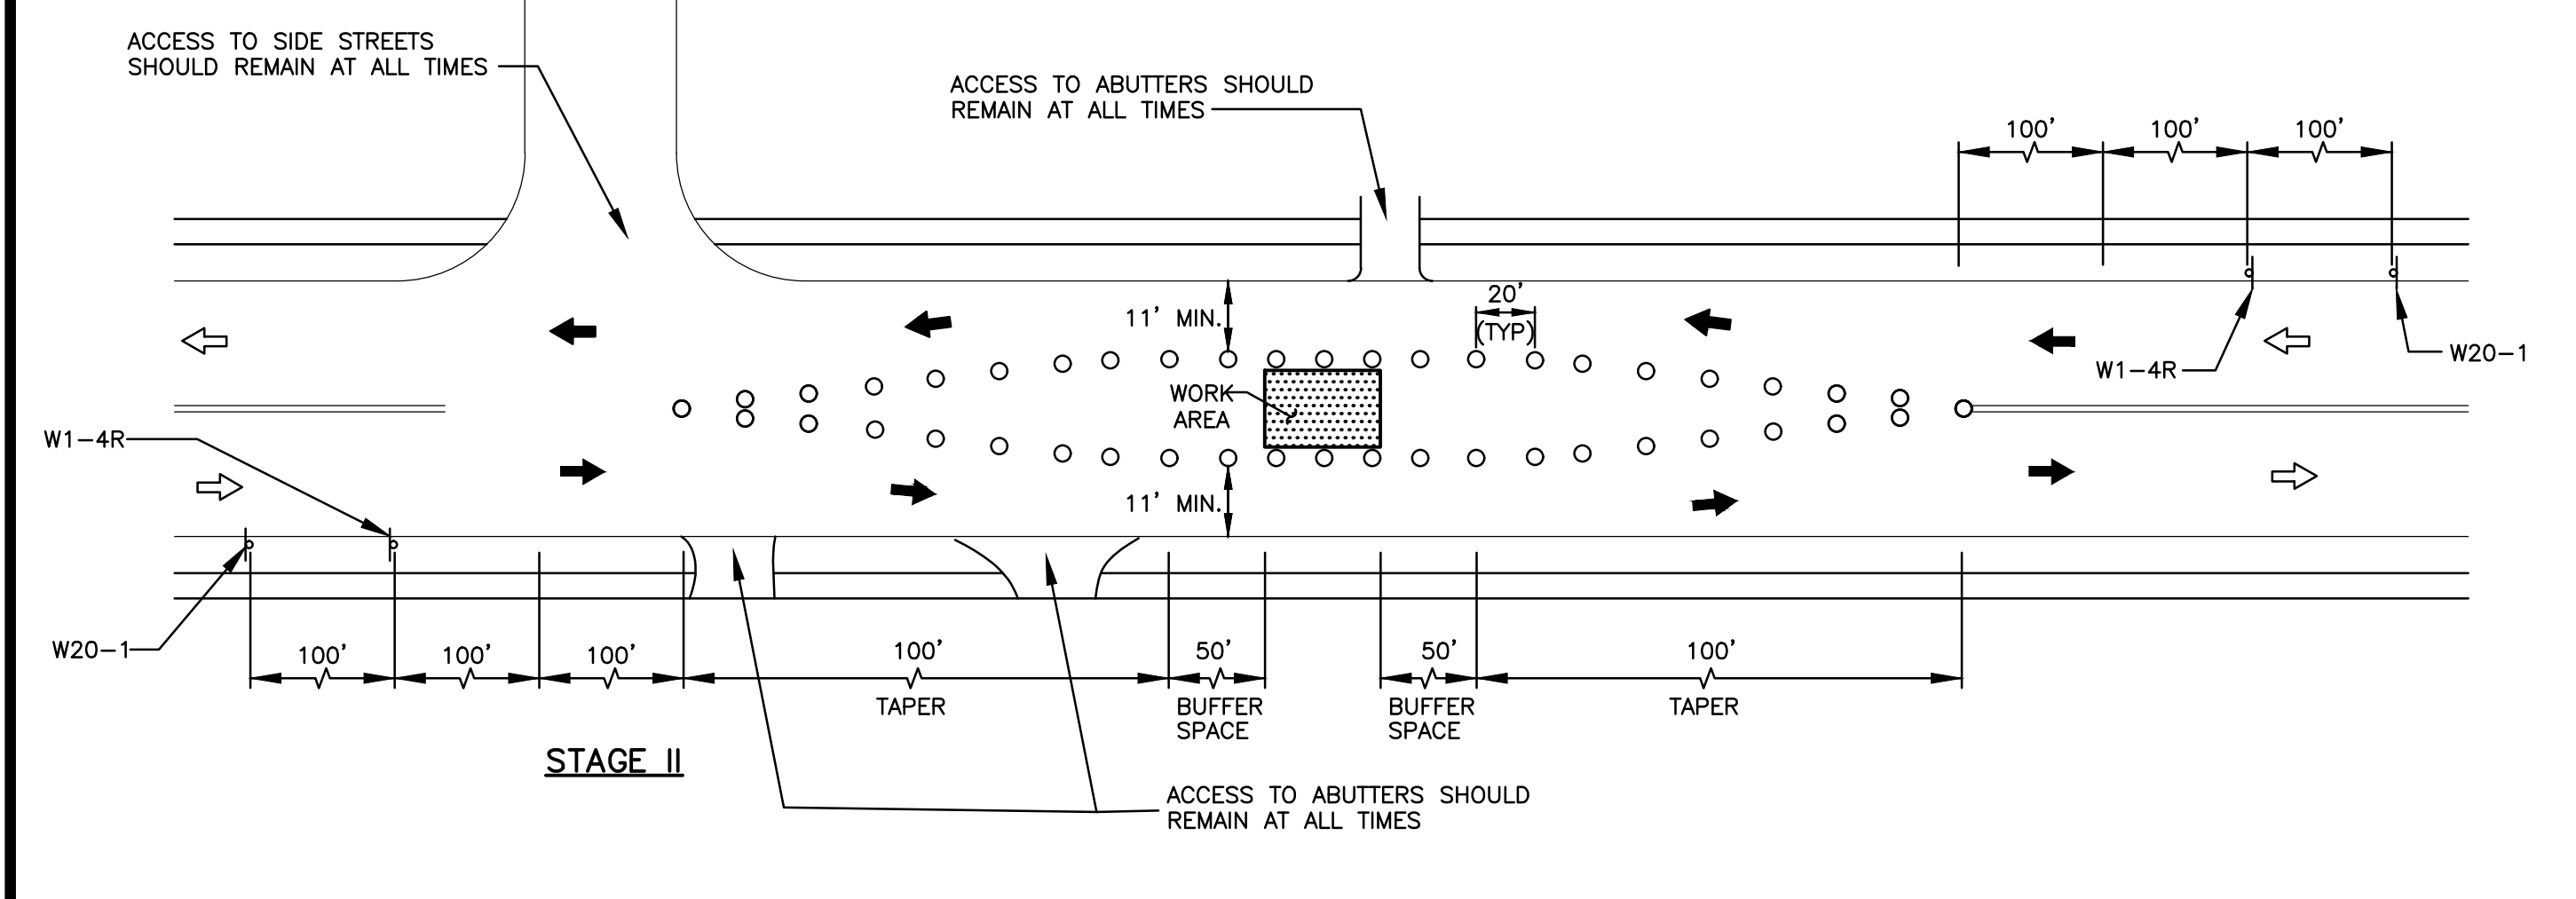 ACCESS TO SIDE STREETS
SHOULD REMAIN AT ALL TIMES
ACCESS TO ABUTTERS SHOULD
REMAIN AT ALL TIMES
100' 100' 100'
11' MIN.
20'
(TYP)
W1-4R
W20-1
WORK
AREA
W1-4R
11' MIN.
W20-1
100' 100' 100' 100' 50' 50' 100'
TAPER
BUFFER
SPACE
BUFFER
SPACE
TAPER
STAGE II
ACCESS TO ABUTTERS SHOULD
REMAIN AT ALL TIMES